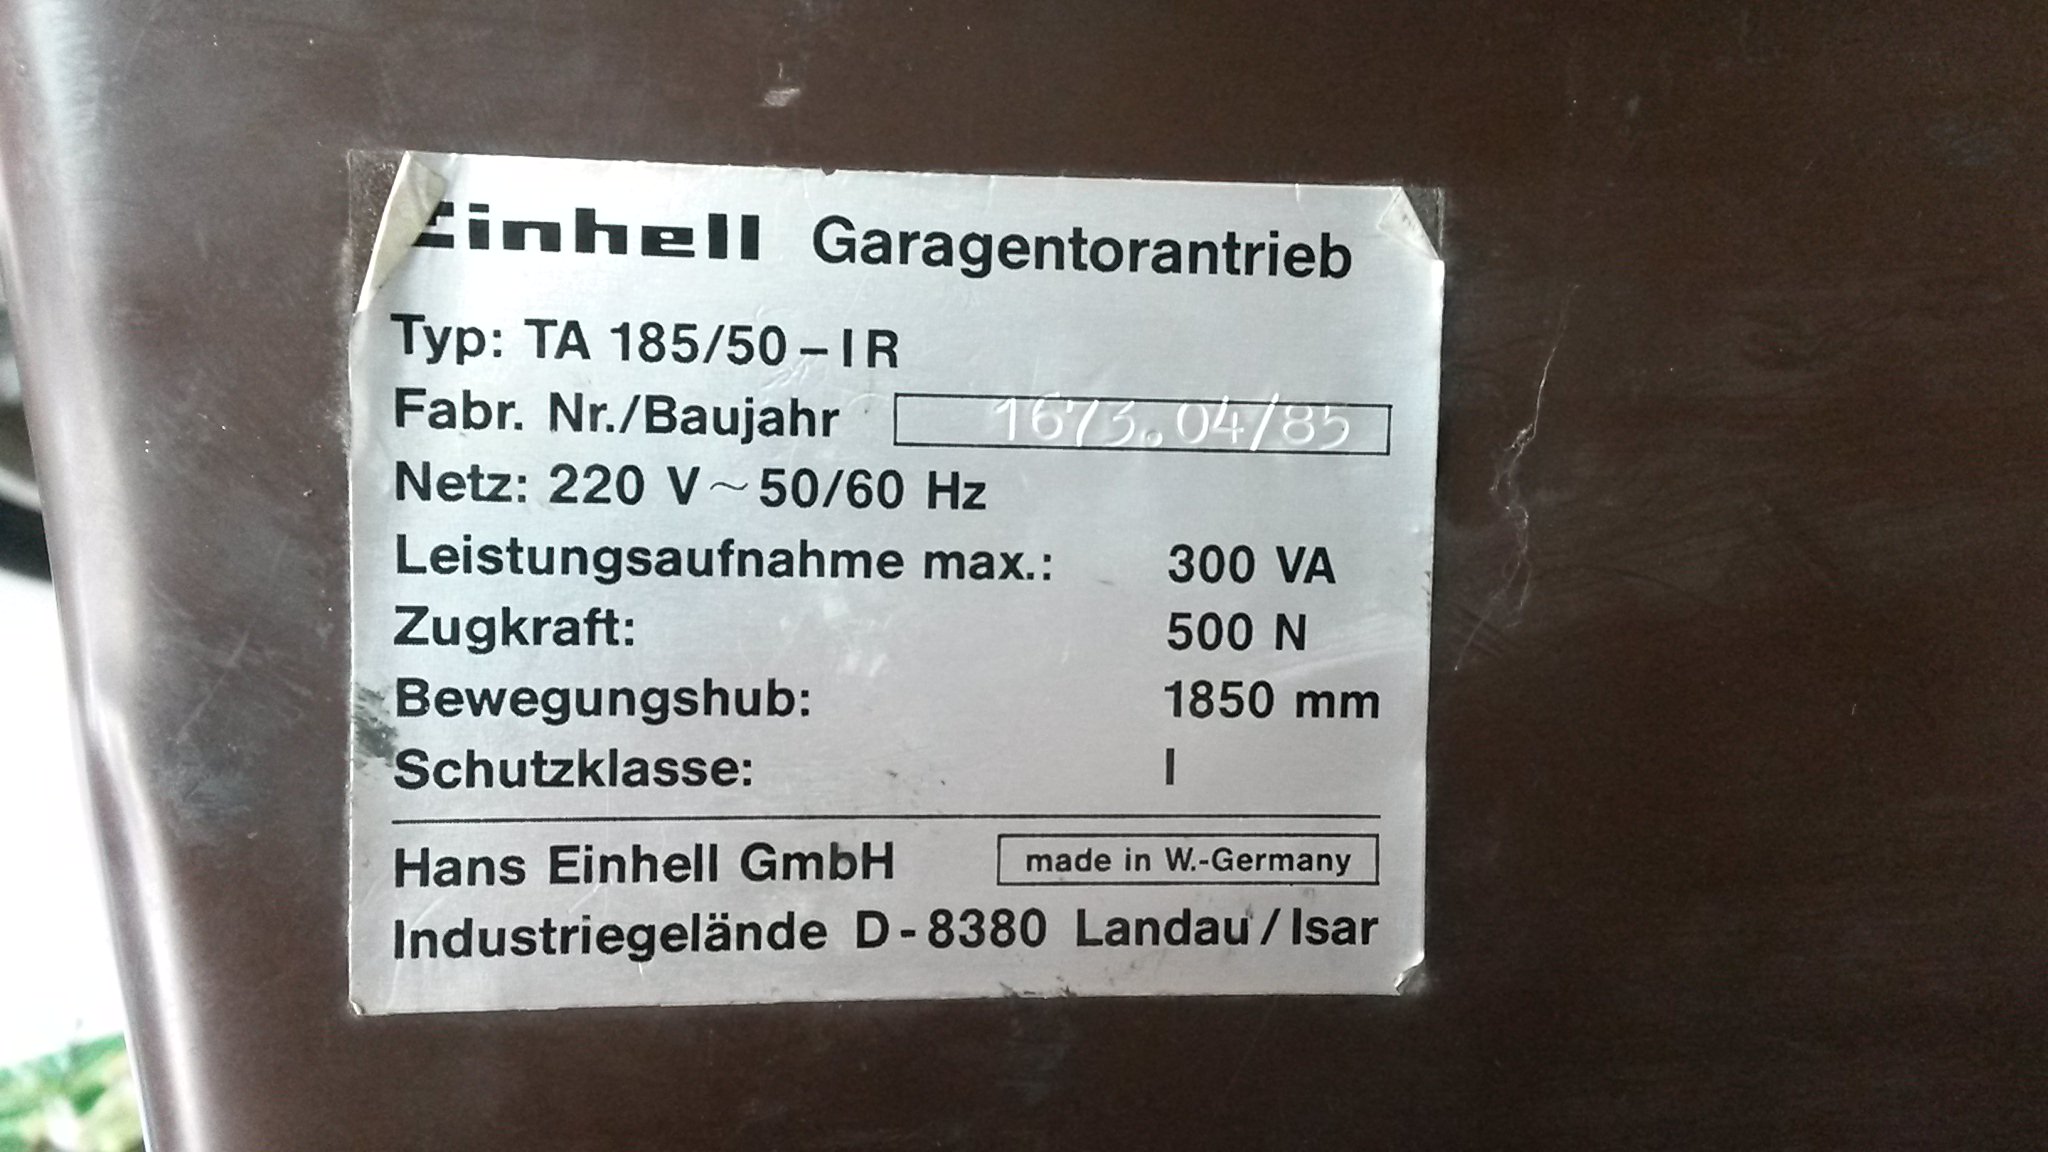 Einhell Garagentorantrieb
Typ: TA 185/50 – I R
Fabr. Nr./Baujahr 1673.04/85
Netz: 220 V ~ 50/60 Hz
Leistungsaufnahme max.: 300 VA
Zugkraft: 500 N
Bewegungshub: 1850 mm
Schutzklasse: I
Hans Einhell GmbH made in W.-Germany
Industriegelände D-8380 Landau/Isar